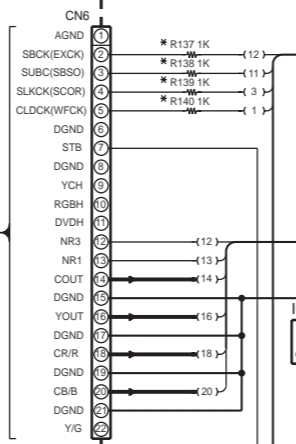 CN6
AGND 1
SBCK(EXCK) 2 * R137 1K 12
SUBC(SBSO) 3 * R138 1K 11
SLKCK(SCOR) 4 * R139 1K 3
CLDCK(WFCK) 5 * R140 1K 1
DGND 6
STB 7
DGND 8
YCH 9
RGBH 10
DVDH 11
NR3 12 12
NR1 13 13
COUT 14 14
DGND 15
YOUT 16 16
DGND 17
CR/R 18 18
DGND 19
CB/B 20 20
DGND 21
Y/G 22